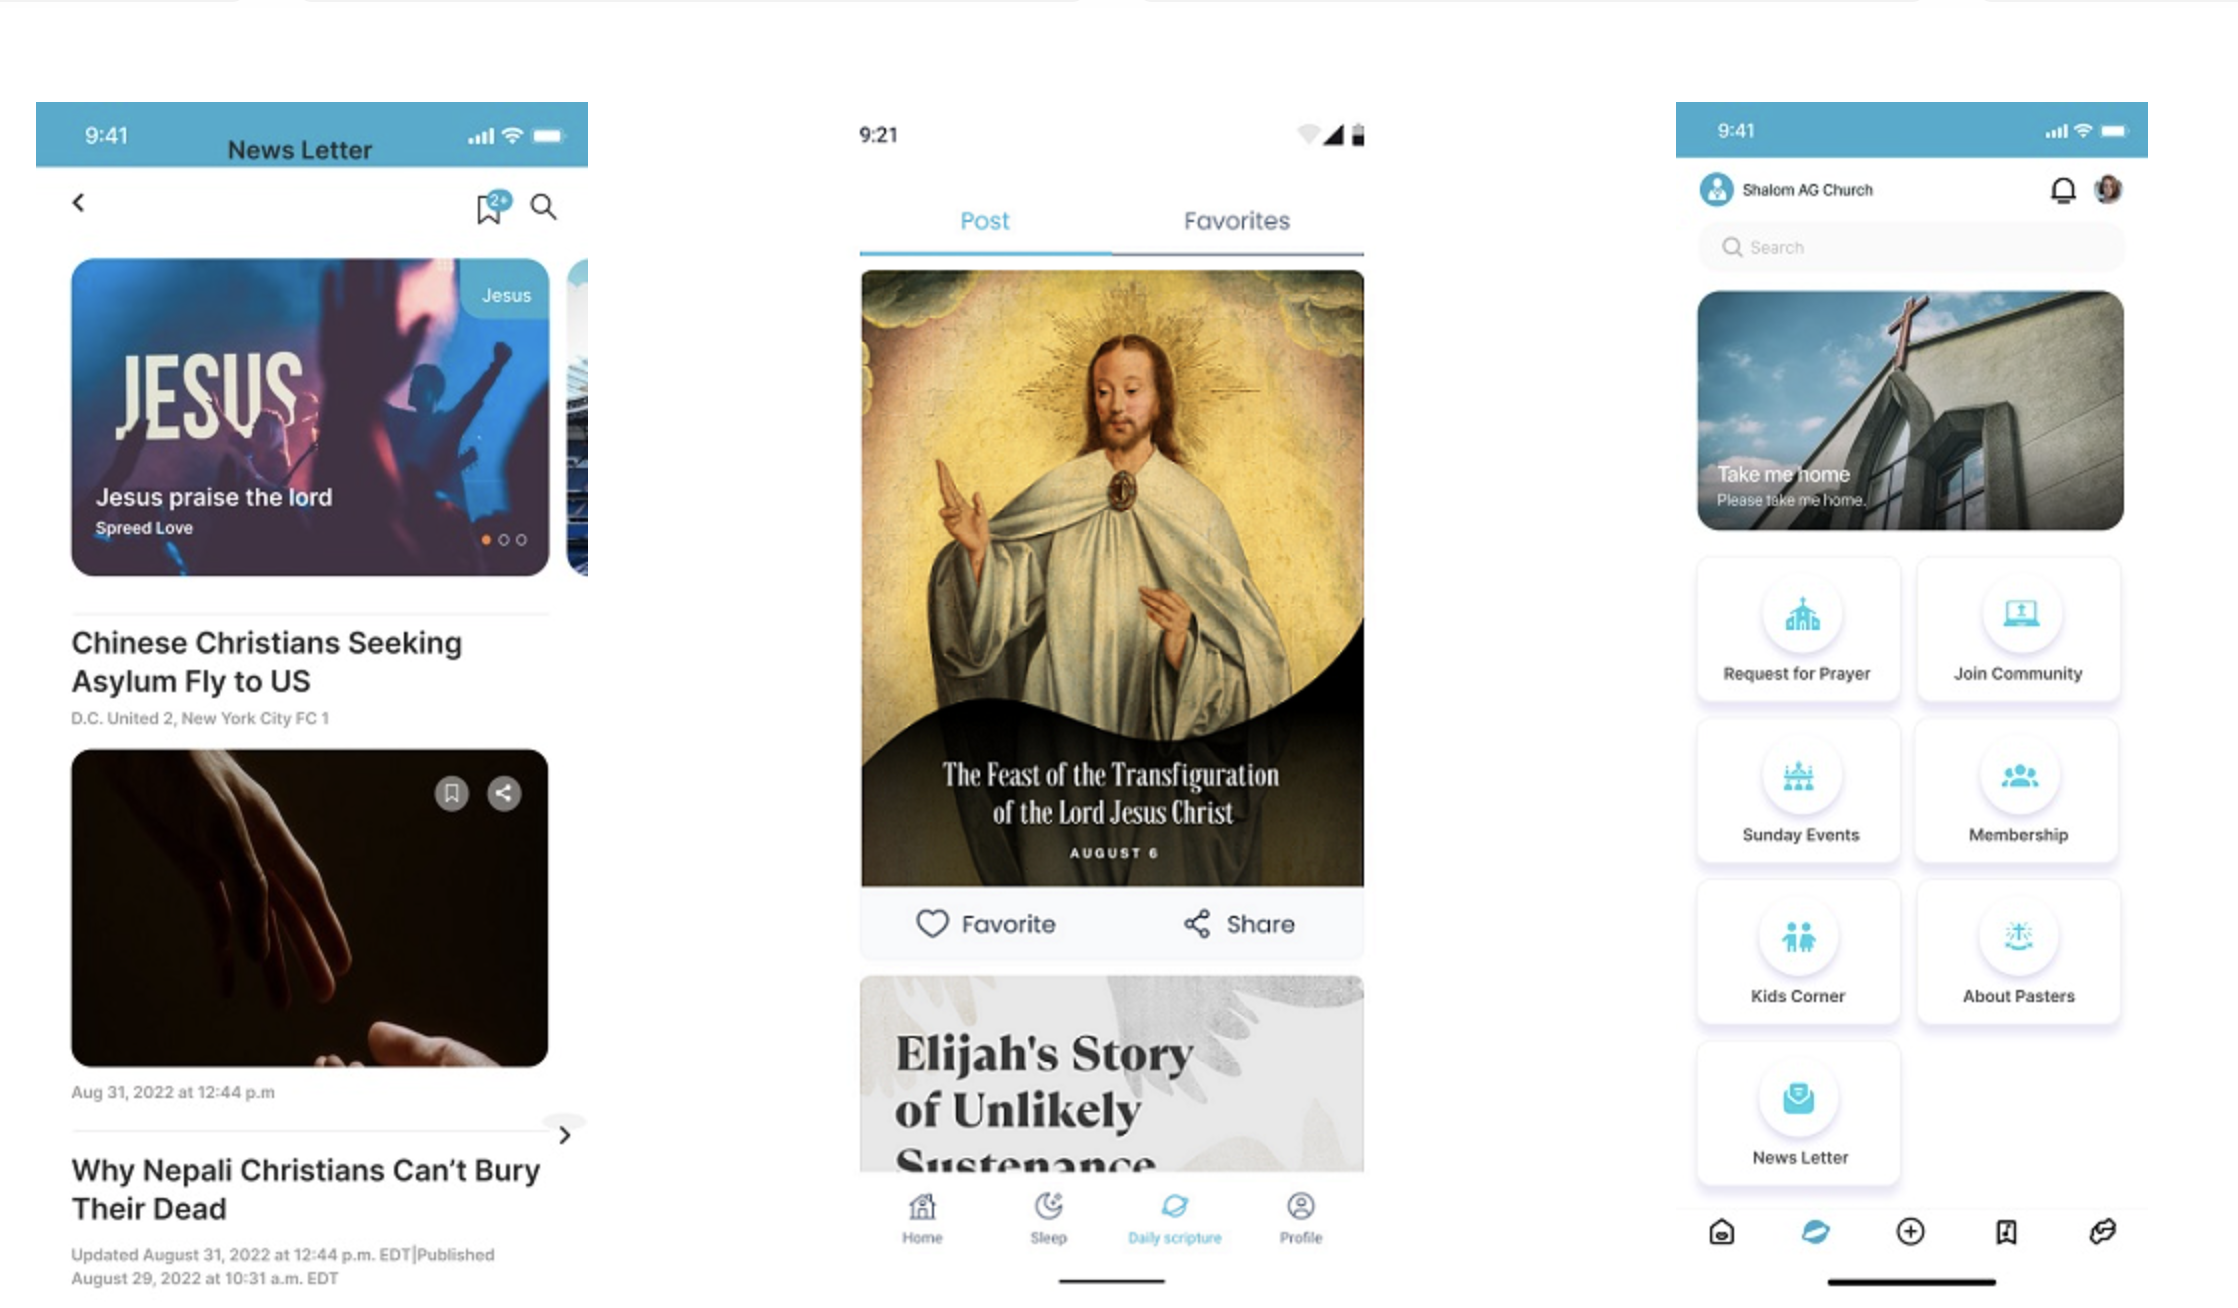 9:41
News Letter
2+
Jesus
JESUS
Jesus praise the lord
Spreed Love
Chinese Christians Seeking
Asylum Fly to US
D.C. United 2, New York City FC 1
Aug 31, 2022 at 12:44 p.m
Why Nepali Christians Can't Bury
Their Dead
Updated August 31, 2022 at 12:44 p.m. EDT|Published
August 29, 2022 at 10:31 a.m. EDT
9:21
Post
Favorites
The Feast of the Transfiguration
of the Lord Jesus Christ
AUGUST 6
Favorite
Share
Elijah's Story
of Unlikely
Sustenance
Home
Sleep
Daily scripture
Profile
9:41
Shalom AG Church
Search
Take me home
Please take me home.
Request for Prayer
Join Community
Sunday Events
Membership
Kids Corner
About Pasters
News Letter